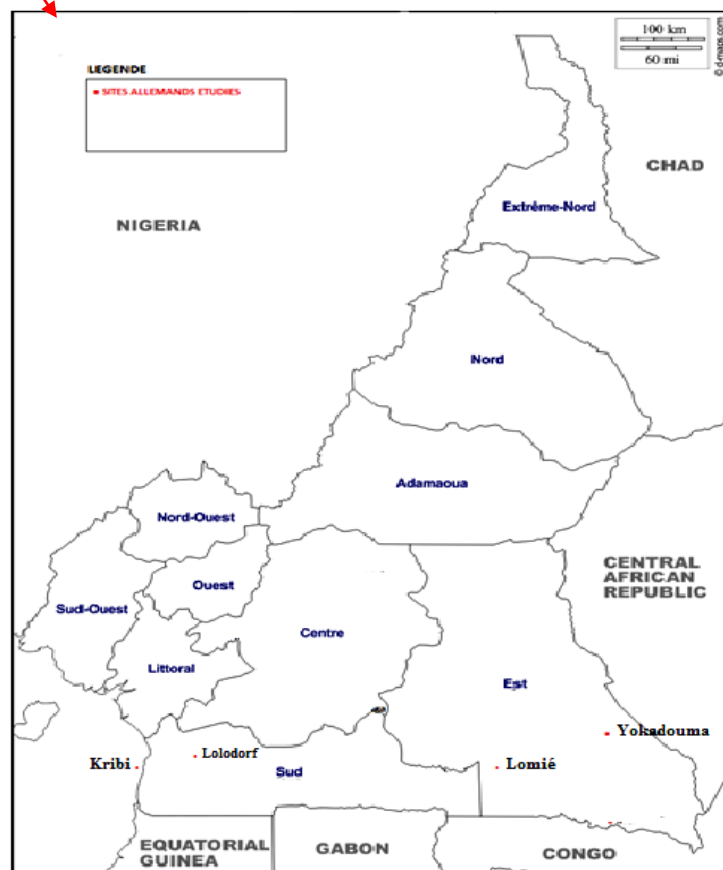 100 km
60 mi
© d-maps.com
LEGENDE
SITES ALLEMANDS ETUDIES
CHAD
NIGERIA
Extrême-Nord
Nord
Adamaoua
Nord-Ouest
CENTRAL
AFRICAN
REPUBLIC
Ouest
Sud-Ouest
Centre
Littoral
Est
Yokadouma
Kribi
Lolodorf
Lomié
Sud
EQUATORIAL
GUINEA
GABON
CONGO